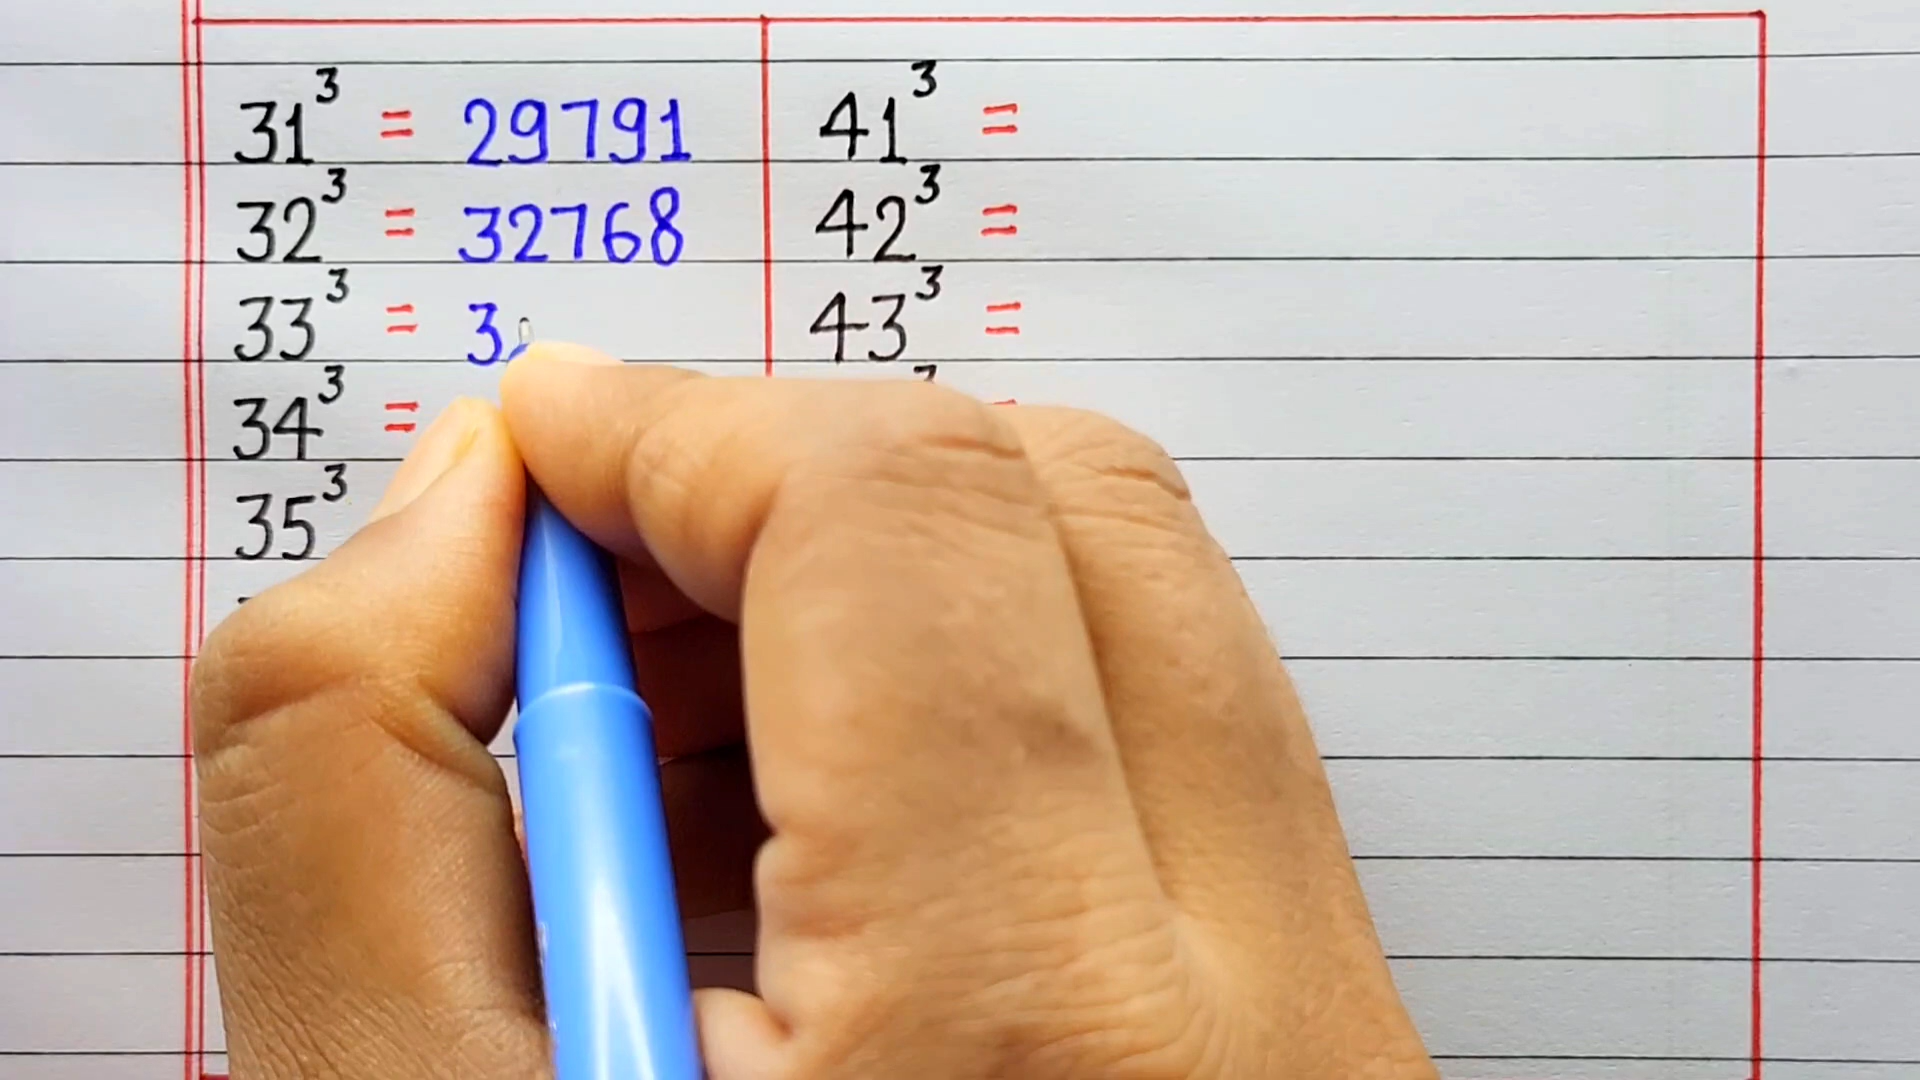 31³ = 29791
32³ = 32768
33³ = 3
34³ =
35³
41³ =
42³ =
43³ =